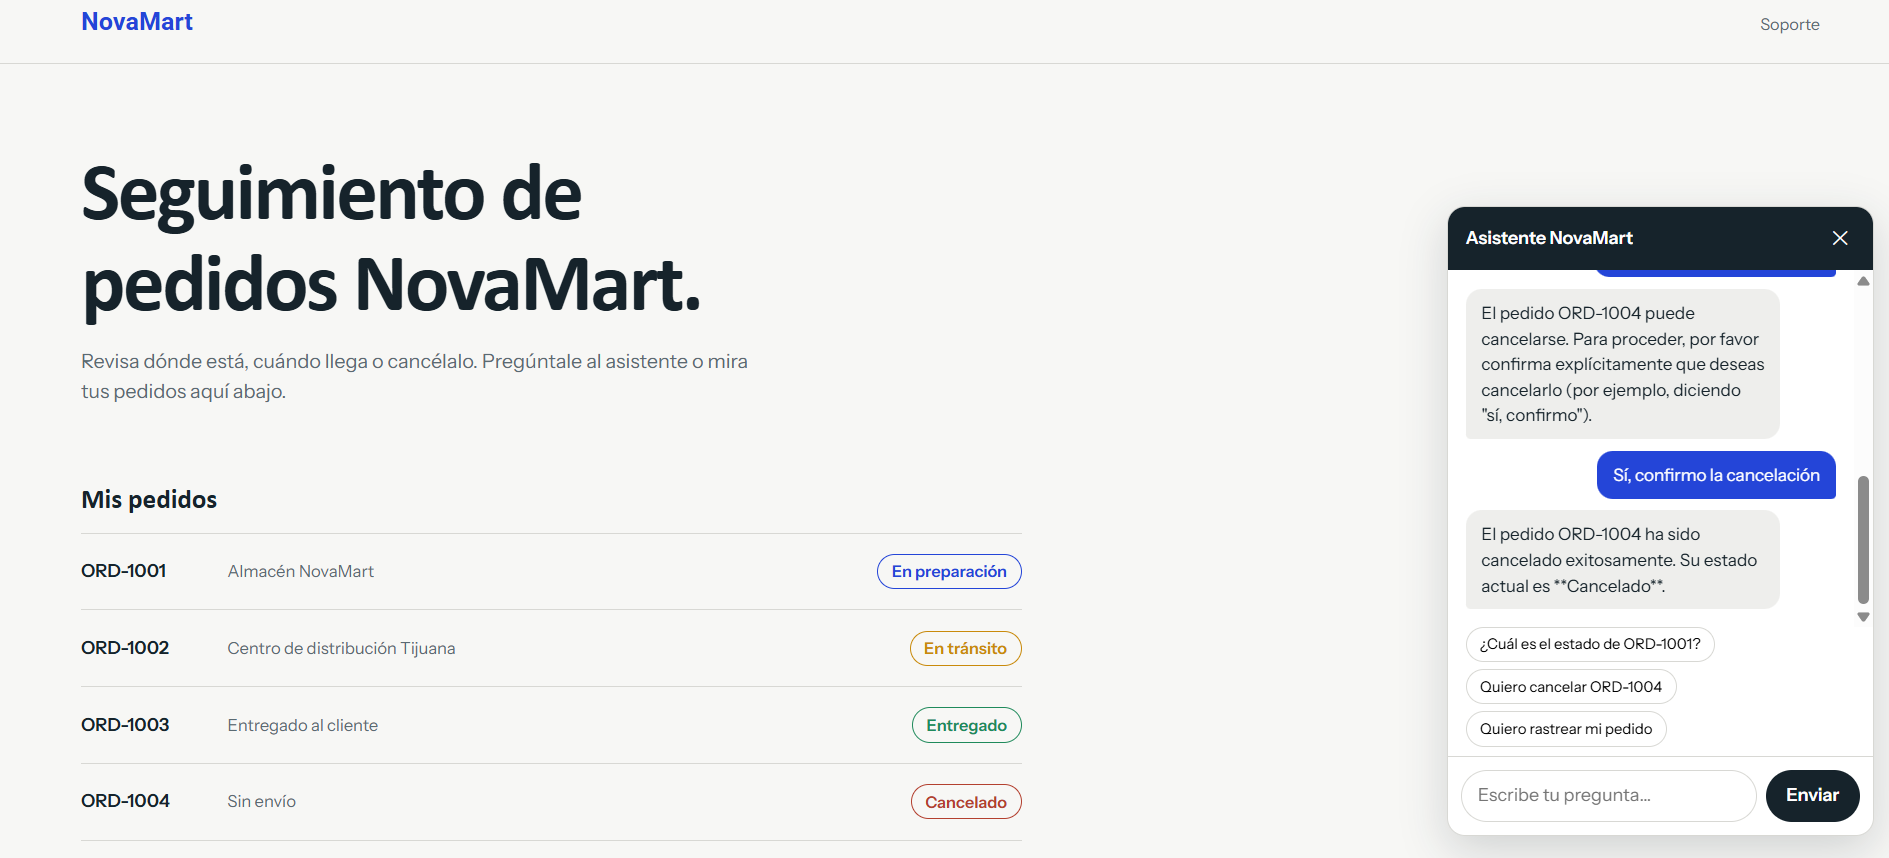 NovaMart
Soporte
Seguimiento de
pedidos NovaMart.
Revisa dónde está, cuándo llega o cancélalo. Pregúntale al asistente o mira
tus pedidos aquí abajo.
Mis pedidos
ORD-1001 Almacén NovaMart En preparación
ORD-1002 Centro de distribución Tijuana En tránsito
ORD-1003 Entregado al cliente Entregado
ORD-1004 Sin envío Cancelado
Asistente NovaMart
El pedido ORD-1004 puede
cancelarse. Para proceder, por favor
confirma explícitamente que deseas
cancelarlo (por ejemplo, diciendo
"sí, confirmo").
Sí, confirmo la cancelación
El pedido ORD-1004 ha sido
cancelado exitosamente. Su estado
actual es **Cancelado**.
¿Cuál es el estado de ORD-1001?
Quiero cancelar ORD-1004
Quiero rastrear mi pedido
Escribe tu pregunta...
Enviar